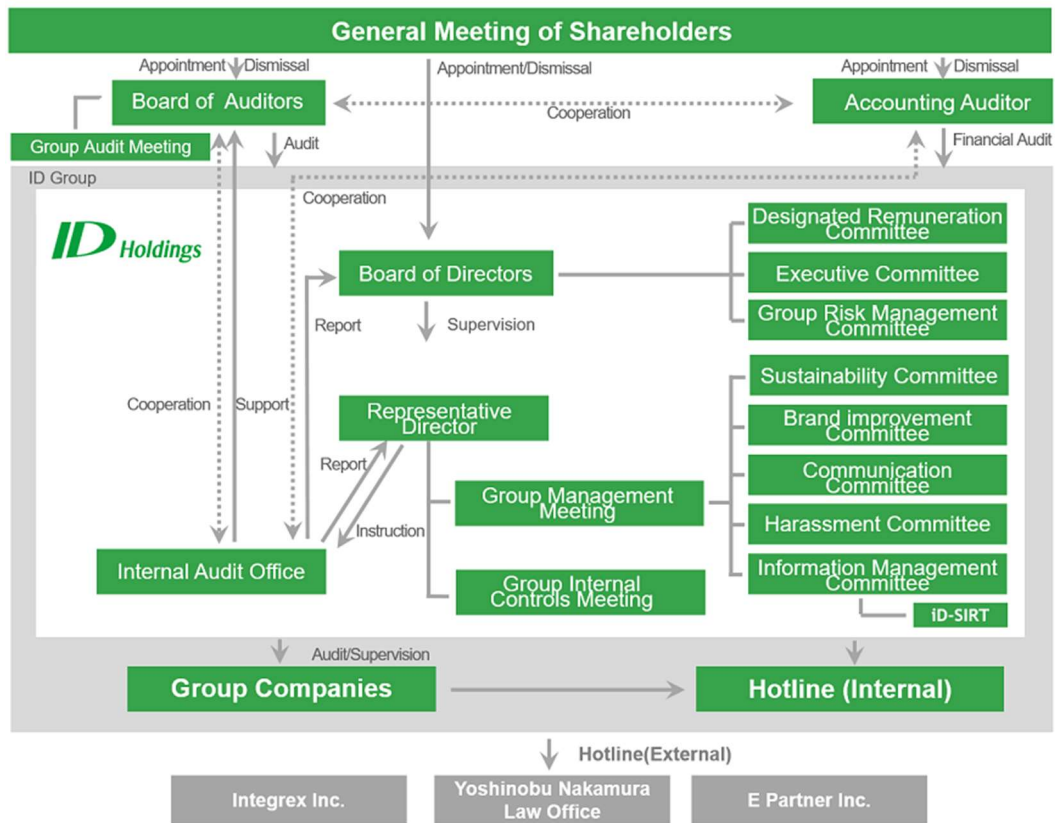 General Meeting of Shareholders
Appointment Dismissal
Appointment/Dismissal
Appointment Dismissal
Board of Auditors
Cooperation
Accounting Auditor
Group Audit Meeting
Audit
Financial Audit
ID Group
Cooperation
ID Holdings
Designated Remuneration
Committee
Board of Directors
Executive Committee
Report
Supervision
Group Risk Management
Committee
Sustainability Committee
Cooperation
Support
Representative
Director
Brand improvement
Committee
Report
Communication
Committee
Group Management
Meeting
Instruction
Harassment Committee
Internal Audit Office
Group Internal
Controls Meeting
Information Management
Committee
iD-SIRT
Audit/Supervision
Group Companies
Hotline (Internal)
Hotline(External)
Integrex Inc.
Yoshinobu Nakamura
Law Office
E Partner Inc.